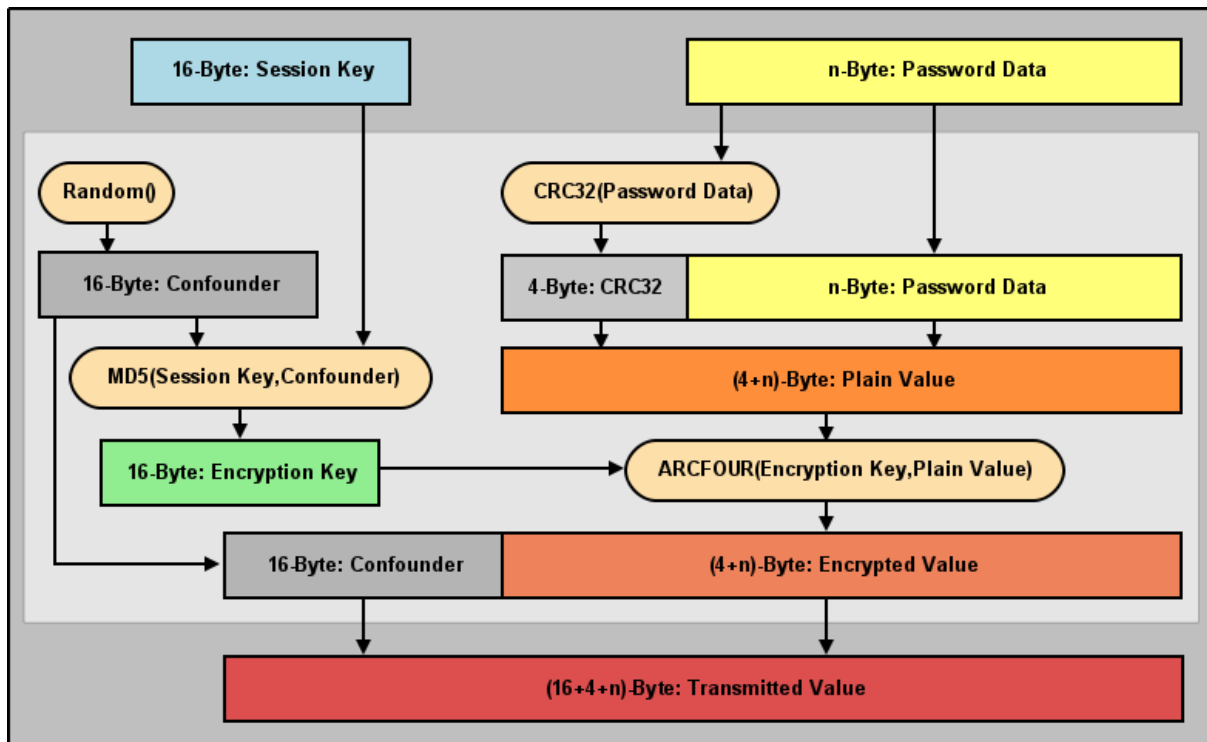 16-Byte: Session Key
n-Byte: Password Data
Random()
CRC32(Password Data)
16-Byte: Confounder
4-Byte: CRC32
n-Byte: Password Data
MD5(Session Key,Confounder)
(4+n)-Byte: Plain Value
16-Byte: Encryption Key
ARCFOUR(Encryption Key,Plain Value)
16-Byte: Confounder
(4+n)-Byte: Encrypted Value
(16+4+n)-Byte: Transmitted Value